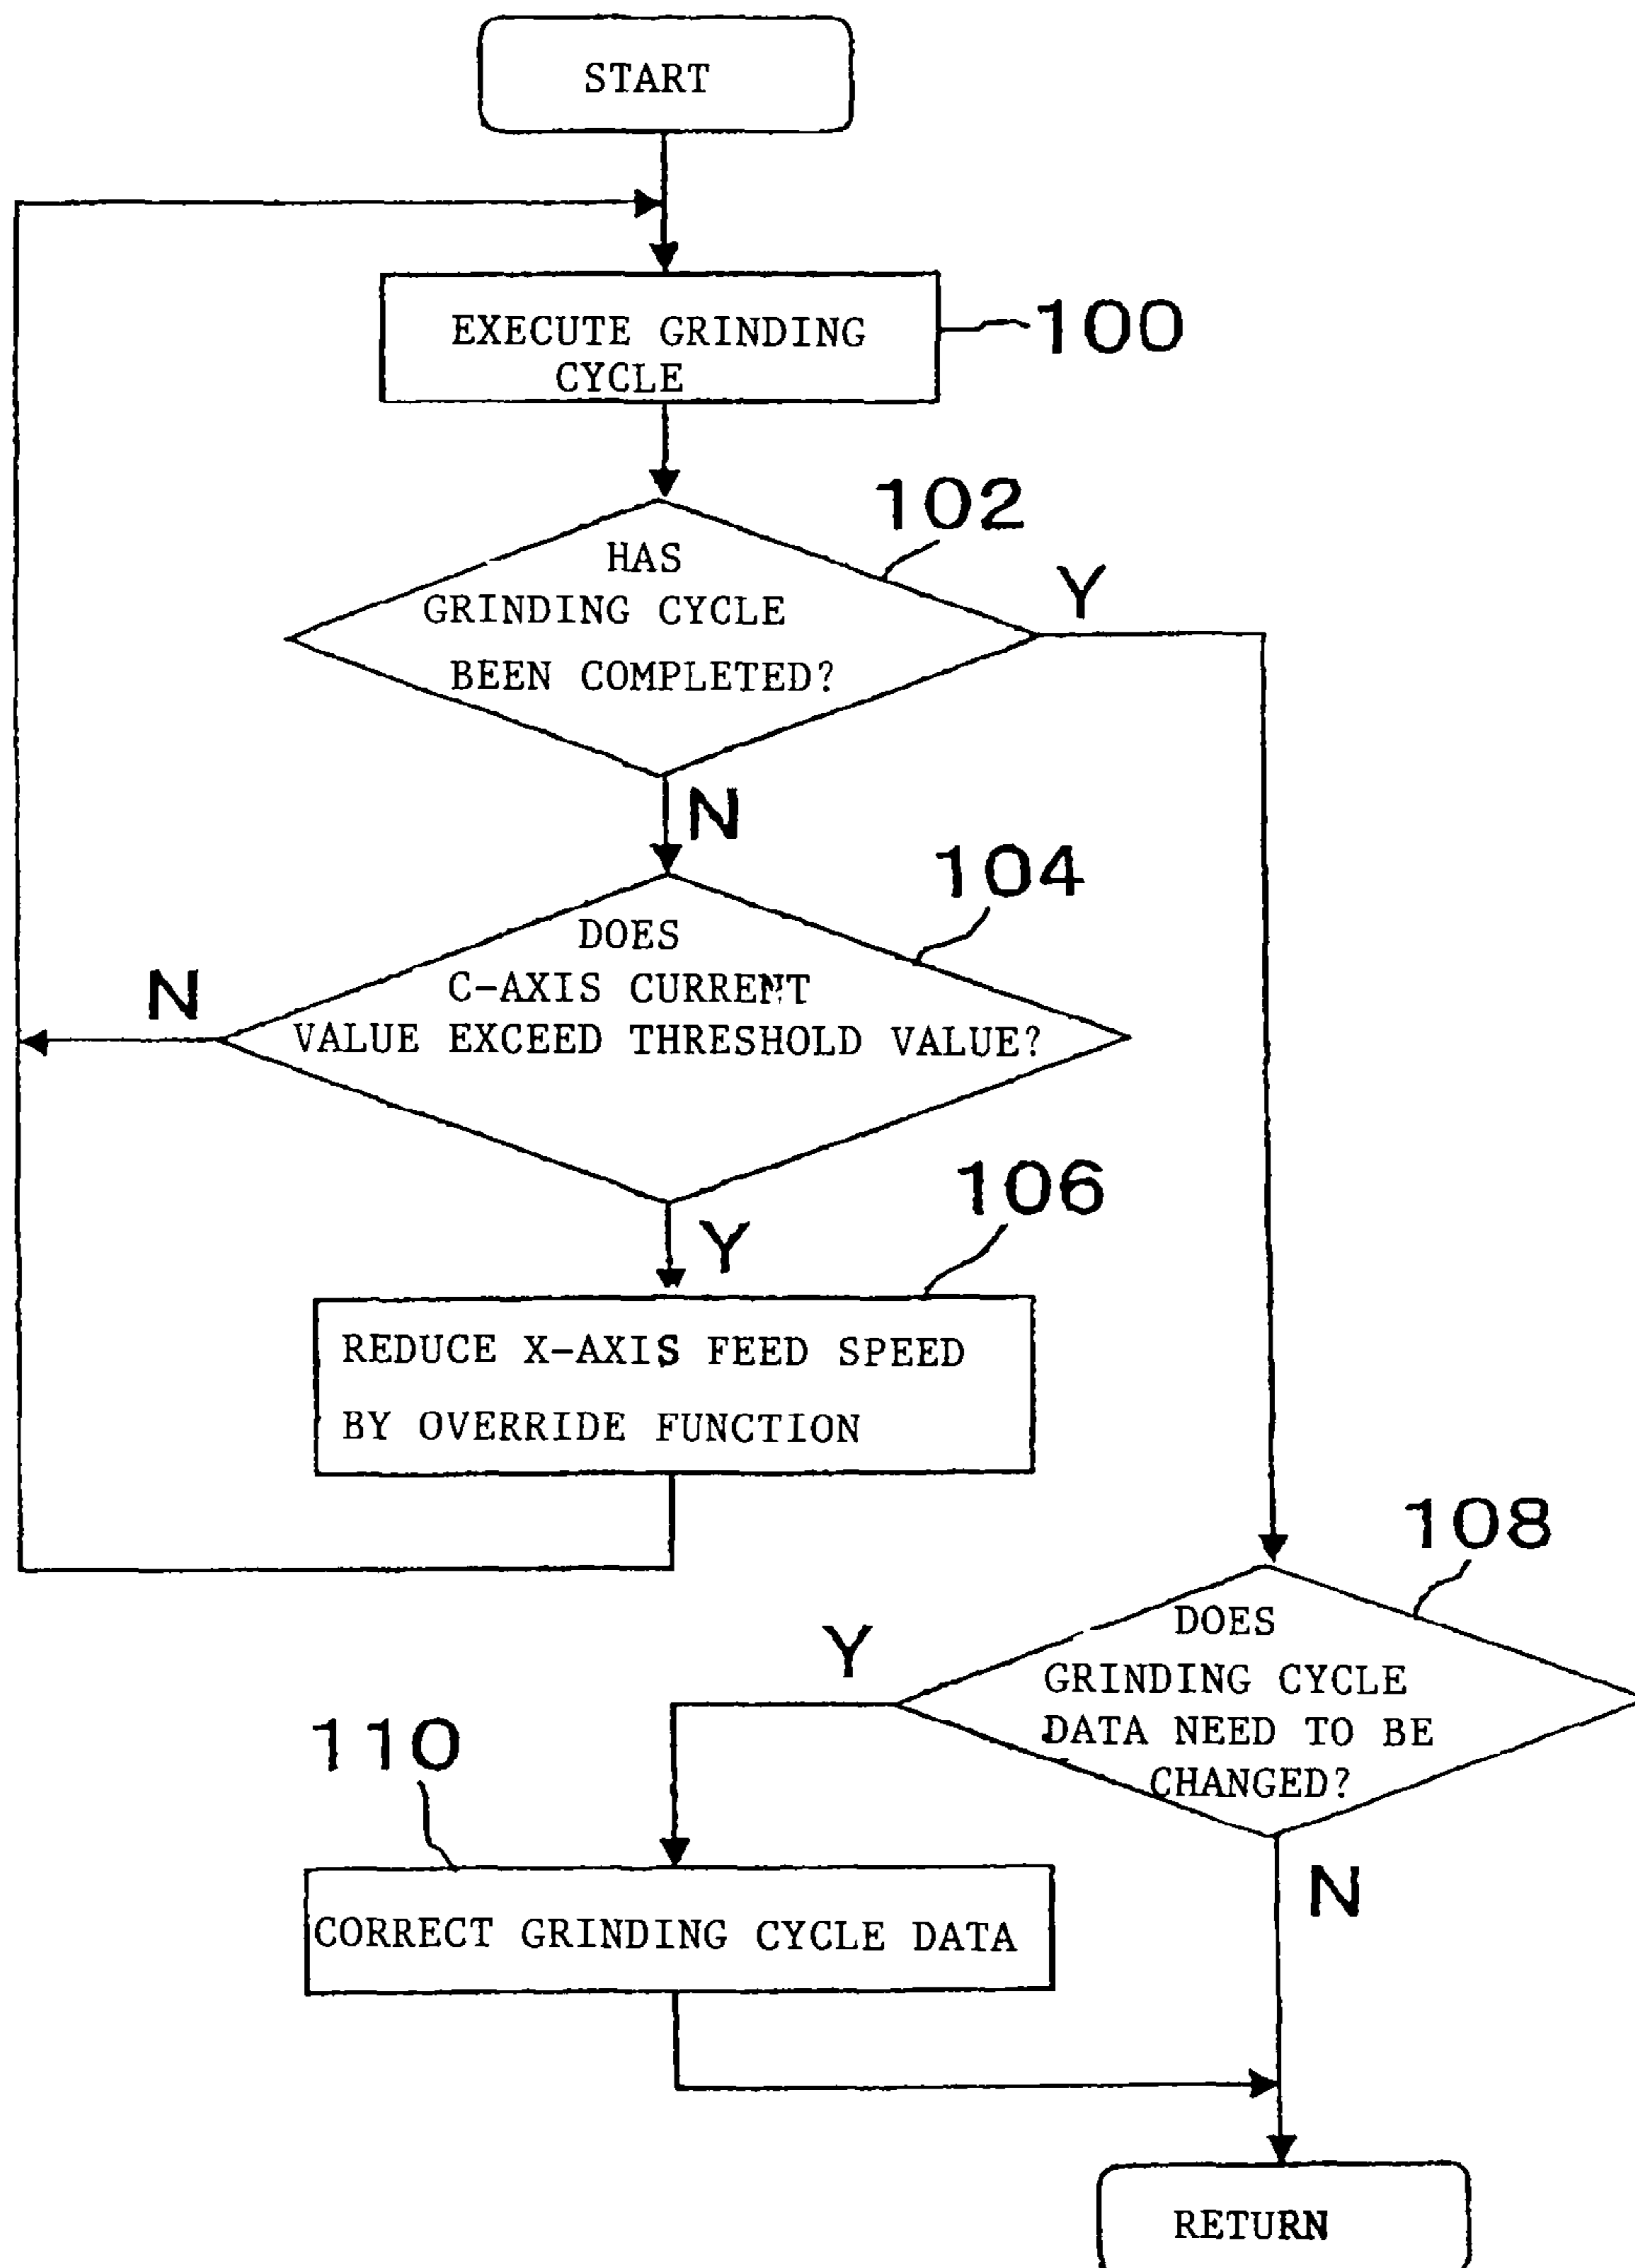 START
EXECUTE GRINDING
CYCLE
100
102
HAS
GRINDING CYCLE
BEEN COMPLETED?
Y
N
104
DOES
C-AXIS CURRENT
VALUE EXCEED THRESHOLD VALUE?
N
Y
106
REDUCE X-AXIS FEED SPEED
BY OVERRIDE FUNCTION
108
DOES
GRINDING CYCLE
DATA NEED TO BE
CHANGED?
Y
N
110
CORRECT GRINDING CYCLE DATA
RETURN